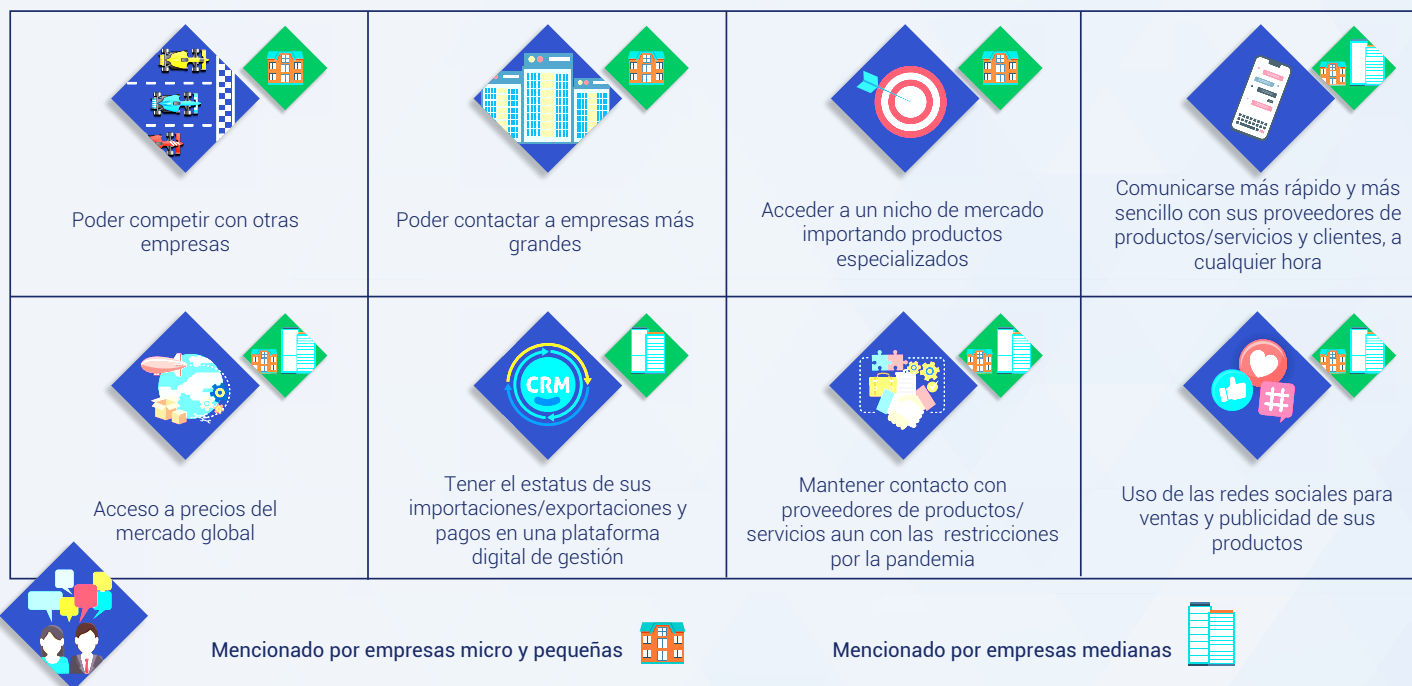 Poder competir con otras
empresas
Poder contactar a empresas más
grandes
Acceder a un nicho de mercado
importando productos
especializados
Comunicarse más rápido y más
sencillo con sus proveedores de
productos/servicios y clientes, a
cualquier hora
Acceso a precios del
mercado global
CRM
Tener el estatus de sus
importaciones/exportaciones y
pagos en una plataforma
digital de gestión
Mantener contacto con
proveedores de productos/
servicios aun con las restricciones
por la pandemia
#
Uso de las redes sociales para
ventas y publicidad de sus
productos
Mencionado por empresas micro y pequeñas
Mencionado por empresas medianas